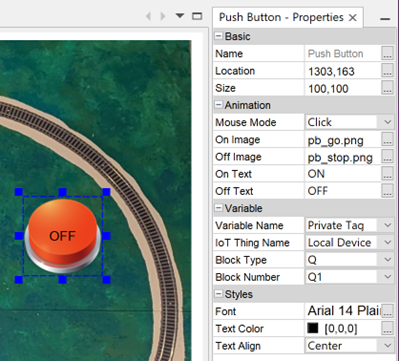 Push Button - Properties
Basic
Name Push Button
Location 1303,163 ...
Size 100,100 ...
Animation
Mouse Mode Click
On Image pb_go.png ...
Off Image pb_stop.png ...
On Text ON ...
Off Text OFF ...
Variable
Variable Name Private Taq
IoT Thing Name Local Device
Block Type Q
Block Number Q1
Styles
Font Arial 14 Plai ...
Text Color [0,0,0] ...
Text Align Center
OFF